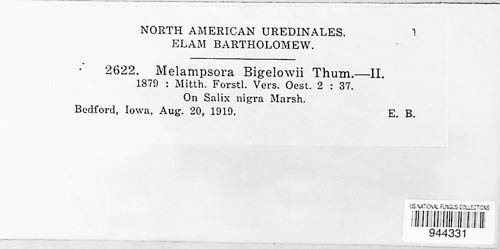 NORTH AMERICAN UREDINALES.
ELAM BARTHOLOMEW.
2622. Melampsora Bigelowii Thum.—II.
1879 : Mitth. Forstl. Vers. Oest. 2 : 37.
On Salix nigra Marsh.
Bedford, Iowa, Aug. 20, 1919. E. B.
US NATIONAL FUNGUS COLLECTIONS
944331